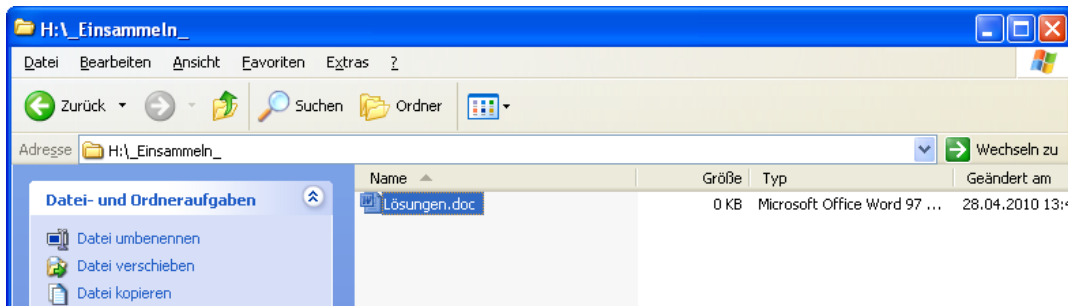 H:\_Einsammeln_
Datei Bearbeiten Ansicht Favoriten Extras ?
Zurück Suchen Ordner
Adresse H:\_Einsammeln_ Wechseln zu
Name Größe Typ Geändert am
Datei- und Ordneraufgaben
Lösungen.doc 0 KB Microsoft Office Word 97 ... 28.04.2010 13:4
Datei umbenennen
Datei verschieben
Datei kopieren